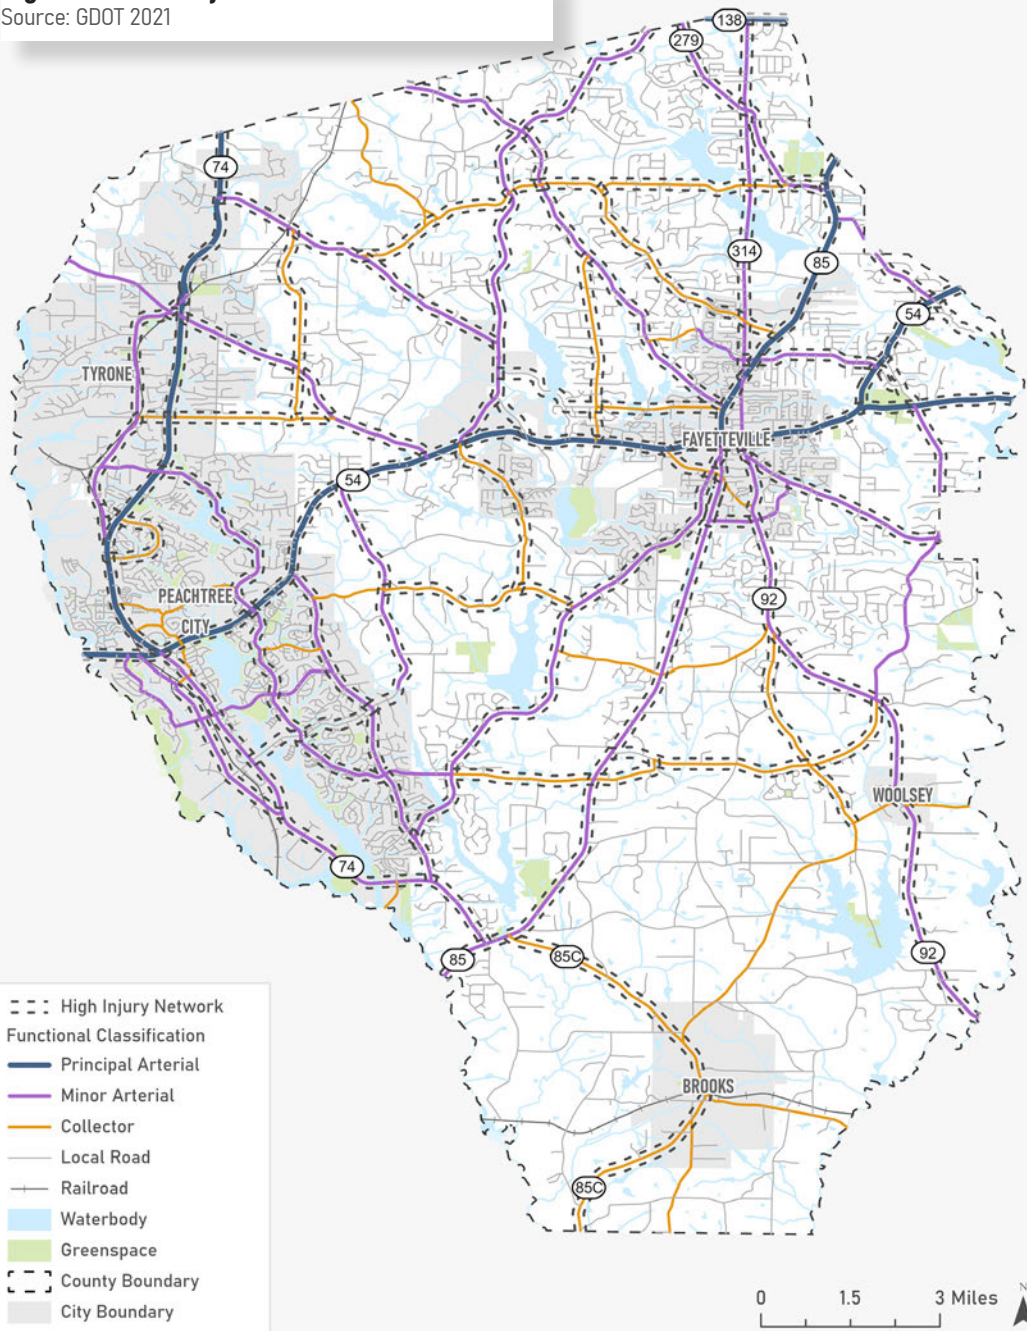 Source: GDOT 2021
138
279
74
314
85
54
TYRONE
FAYETTEVILLE
54
PEACHTREE
CITY
92
WOOLSEY
74
85
85C
92
BROOKS
85C
High Injury Network
Functional Classification
Principal Arterial
Minor Arterial
Collector
Local Road
Railroad
Waterbody
Greenspace
County Boundary
City Boundary
0 1.5 3 Miles
N